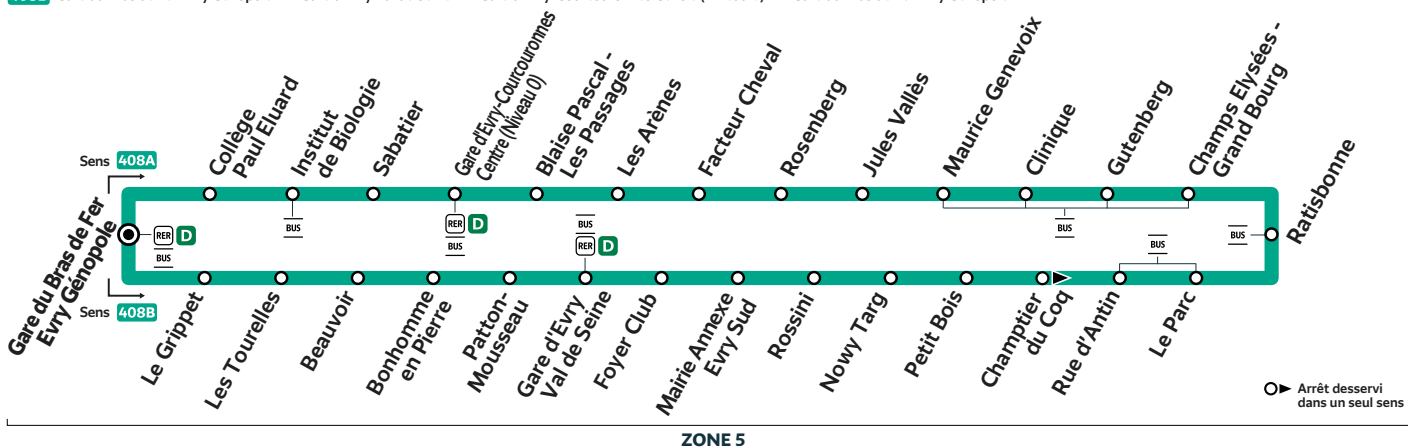 408B
Sens 408A
Collège
Paul Eluard
Institut
de Biologie
Sabatier
Gare d'Evry-Courcouronnes
Centre (Niveau 0)
Blaise Pascal -
Les Passages
Les Arènes
Facteur Cheval
Rosenberg
Jules Vallès
Maurice Genevoix
Clinique
Gutenberg
Champs Elysées -
Grand Bourg
Ratisbonne
Gare du Bras de Fer
Evry Génopole
RER D
BUS
BUS
RER D
BUS
BUS
RER D
BUS
BUS
BUS
Sens 408B
Le Grippet
Les Tourelles
Beauvoir
Bonhomme
en Pierre
Patton-
Mousseau
Gare d'Evry
Val de Seine
Foyer Club
Mairie Annexe
Evry Sud
Rossini
Nowy Targ
Petit Bois
Champtier
du Coq
Rue d'Antin
Le Parc
Arrêt desservi
dans un seul sens
ZONE 5